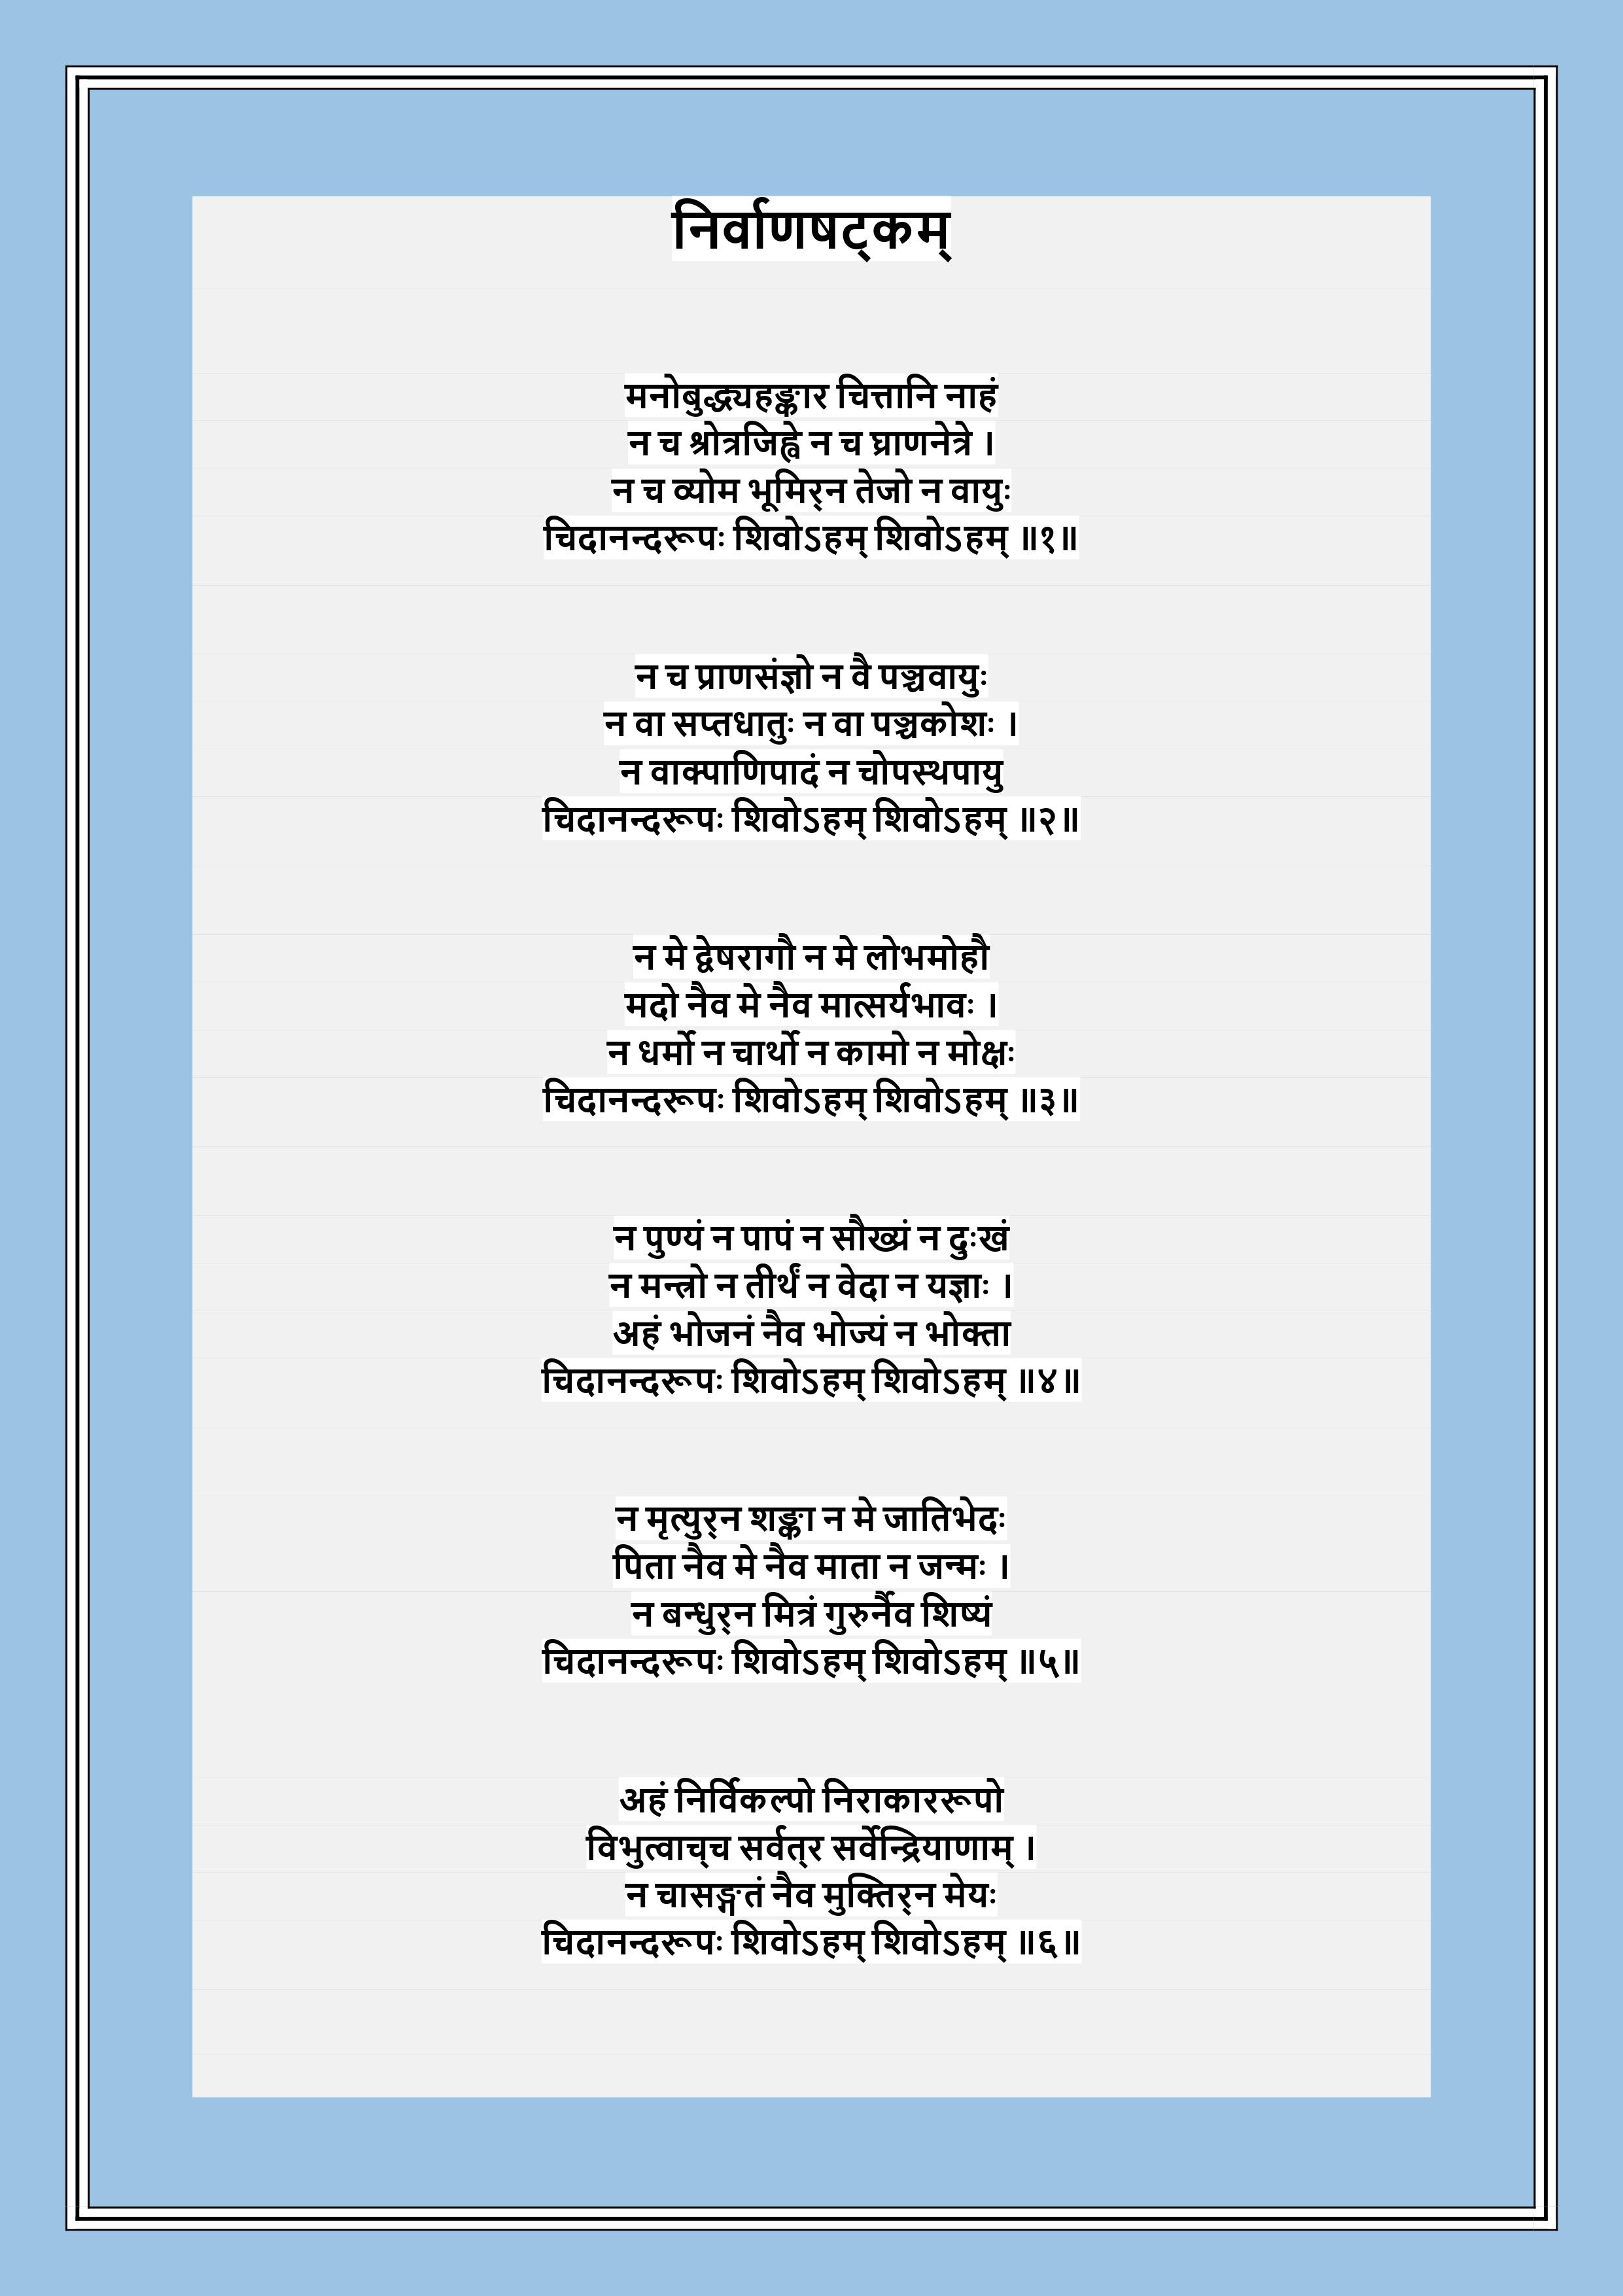 निर्वाणषट्कम्
मनोबुद्ध्यहङ्कार चित्तानि नाहं
न च श्रोत्रजिह्वे न च घ्राणनेत्रे ।
न च व्योम भूमिर्‌न तेजो न वायुः
चिदानन्दरूपः शिवोऽहम् शिवोऽहम् ॥१॥
न च प्राणसंज्ञो न वै पञ्चवायुः
न वा सप्तधातुः न वा पञ्चकोशः ।
न वाक्पाणिपादं न चोपस्थपायु
चिदानन्दरूपः शिवोऽहम् शिवोऽहम् ॥२॥
न मे द्वेषरागौ न मे लोभमोहौ
मदो नैव मे नैव मात्सर्यभावः ।
न धर्मो न चार्थो न कामो न मोक्षः
चिदानन्दरूपः शिवोऽहम् शिवोऽहम् ॥३॥
न पुण्यं न पापं न सौख्यं न दुःखं
न मन्त्रो न तीर्थं न वेदा न यज्ञाः ।
अहं भोजनं नैव भोज्यं न भोक्ता
चिदानन्दरूपः शिवोऽहम् शिवोऽहम् ॥४॥
न मृत्युर्‌न शङ्का न मे जातिभेदः
पिता नैव मे नैव माता न जन्मः ।
न बन्धुर्‌न मित्रं गुरुर्नैव शिष्यं
चिदानन्दरूपः शिवोऽहम् शिवोऽहम् ॥५॥
अहं निर्विकल्पो निराकाररूपो
विभुत्वाच्‌च सर्वत्‌र सर्वेन्द्रियाणाम् ।
न चासङ्गतं नैव मुक्तिर्‌न मेयः
चिदानन्दरूपः शिवोऽहम् शिवोऽहम् ॥६॥